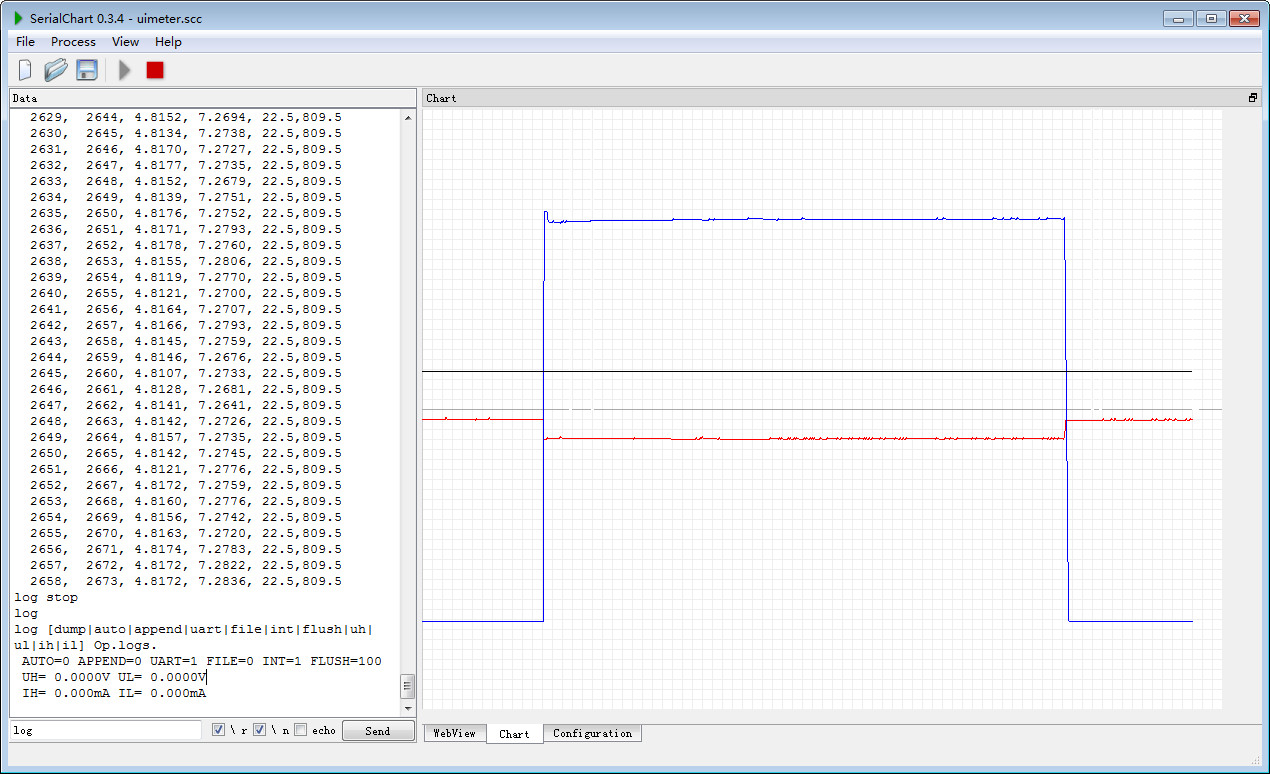 SerialChart 0.3.4 - uimeter.scc
File Process View Help
Data
2629, 2644, 4.8152, 7.2694, 22.5,809.5
2630, 2645, 4.8134, 7.2738, 22.5,809.5
2631, 2646, 4.8170, 7.2727, 22.5,809.5
2632, 2647, 4.8177, 7.2735, 22.5,809.5
2633, 2648, 4.8152, 7.2679, 22.5,809.5
2634, 2649, 4.8139, 7.2751, 22.5,809.5
2635, 2650, 4.8176, 7.2752, 22.5,809.5
2636, 2651, 4.8171, 7.2793, 22.5,809.5
2637, 2652, 4.8178, 7.2760, 22.5,809.5
2638, 2653, 4.8155, 7.2806, 22.5,809.5
2639, 2654, 4.8119, 7.2770, 22.5,809.5
2640, 2655, 4.8121, 7.2700, 22.5,809.5
2641, 2656, 4.8164, 7.2707, 22.5,809.5
2642, 2657, 4.8166, 7.2793, 22.5,809.5
2643, 2658, 4.8145, 7.2759, 22.5,809.5
2644, 2659, 4.8146, 7.2676, 22.5,809.5
2645, 2660, 4.8107, 7.2733, 22.5,809.5
2646, 2661, 4.8128, 7.2681, 22.5,809.5
2647, 2662, 4.8141, 7.2641, 22.5,809.5
2648, 2663, 4.8142, 7.2726, 22.5,809.5
2649, 2664, 4.8157, 7.2735, 22.5,809.5
2650, 2665, 4.8142, 7.2745, 22.5,809.5
2651, 2666, 4.8121, 7.2776, 22.5,809.5
2652, 2667, 4.8172, 7.2759, 22.5,809.5
2653, 2668, 4.8160, 7.2776, 22.5,809.5
2654, 2669, 4.8156, 7.2742, 22.5,809.5
2655, 2670, 4.8163, 7.2720, 22.5,809.5
2656, 2671, 4.8174, 7.2783, 22.5,809.5
2657, 2672, 4.8172, 7.2822, 22.5,809.5
2658, 2673, 4.8172, 7.2836, 22.5,809.5
log stop
log
log [dump|auto|append|uart|file|int|flush|uh|
ul|ih|il] Op.logs.
AUTO=0 APPEND=0 UART=1 FILE=0 INT=1 FLUSH=100
UH= 0.0000V UL= 0.0000V
IH= 0.000mA IL= 0.000mA
log \r \n echo Send
Chart
WebView Chart Configuration